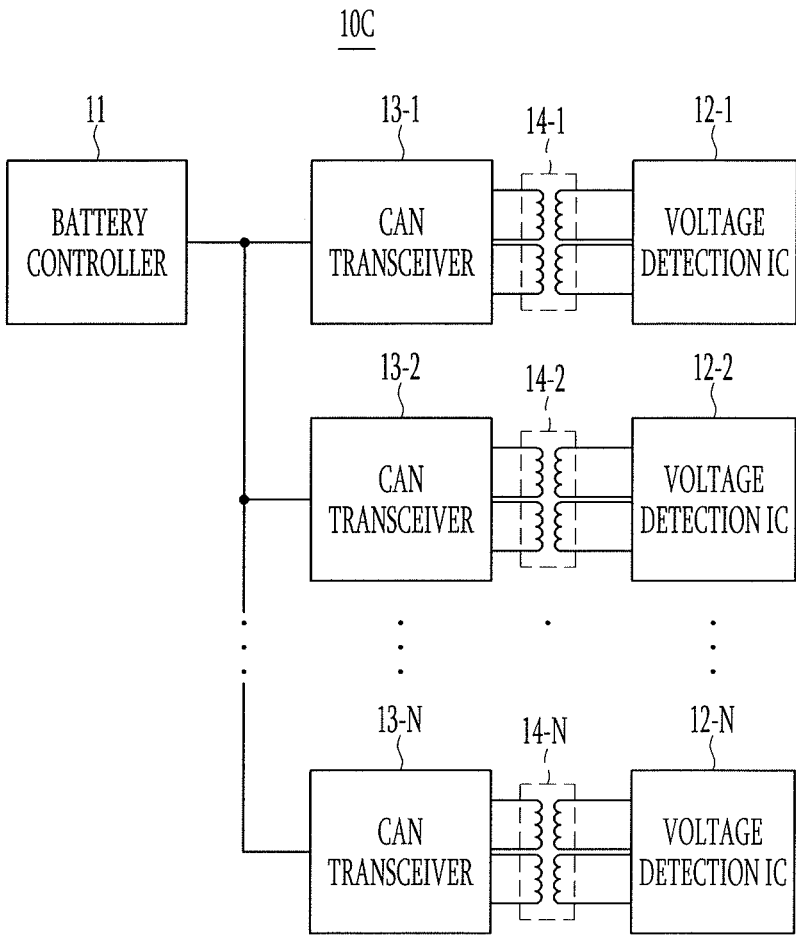 10C
11
13-1
14-1
12-1
BATTERY
CONTROLLER
CAN
TRANSCEIVER
VOLTAGE
DETECTION IC
13-2
14-2
12-2
CAN
TRANSCEIVER
VOLTAGE
DETECTION IC
13-N
14-N
12-N
CAN
TRANSCEIVER
VOLTAGE
DETECTION IC